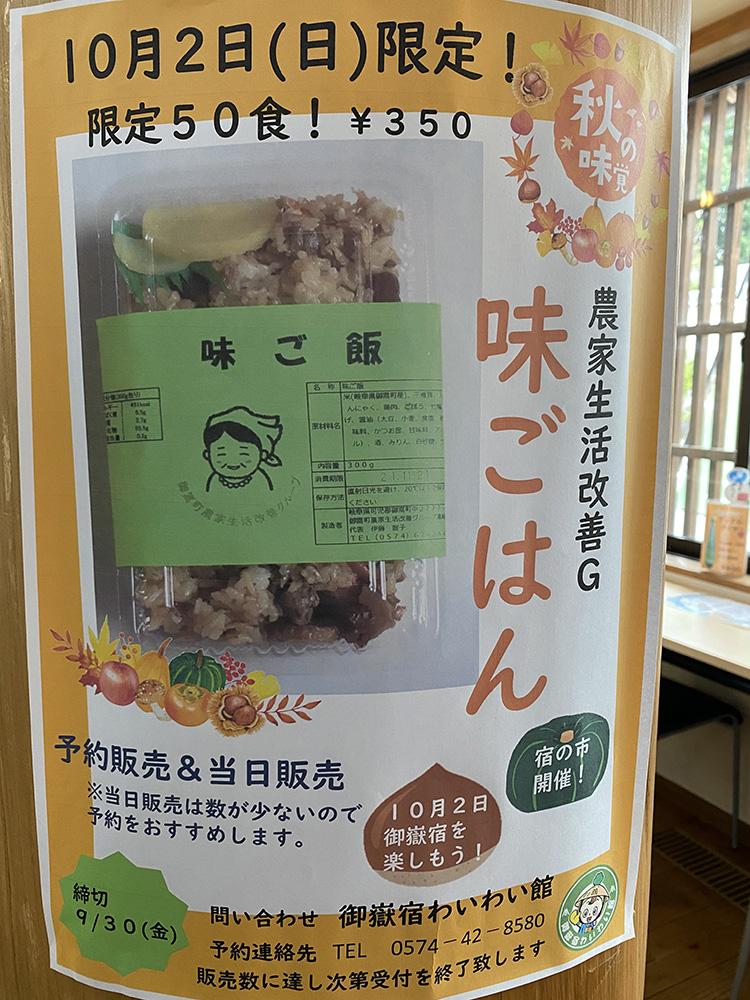 10月2日(日)限定!
限定50食! ¥350
秋の
味覚
農家生活改善G
味ごはん
味ご飯
名 称 味ご飯
原材料名
内容量 300g
消費期限
保存方法
製造者
御嵩町農家生活改善グループ
予約販売&当日販売
※当日販売は数が少ないので
予約をおすすめします。
宿の市
開催!
10月2日
御嶽宿を
楽しもう!
締切
9/30(金)
問い合わせ 御嶽宿わいわい館
予約連絡先 TEL 0574-42-8580
販売数に達し次第受付を終了致します